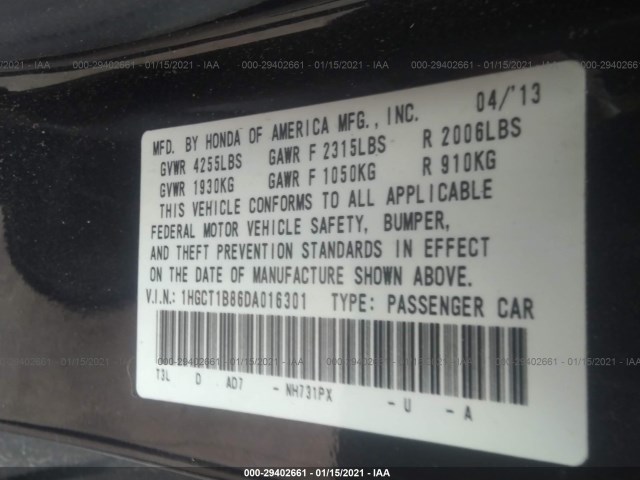 000-29402661 - 01/15/2021 - IAA
04/'13
MFD. BY HONDA OF AMERICA MFG., INC.
GVWR 4255LBS GAWR F 2315LBS R 2006LBS
GVWR 1930KG GAWR F 1050KG R 910KG
THIS VEHICLE CONFORMS TO ALL APPLICABLE
FEDERAL MOTOR VEHICLE SAFETY, BUMPER,
AND THEFT PREVENTION STANDARDS IN EFFECT
ON THE DATE OF MANUFACTURE SHOWN ABOVE.
V.I.N.: 1HGCT1B86DA016301 TYPE: PASSENGER CAR
T3L D AD7 - NH731PX - U - A
000-29402661 - 01/15/2021 - IAA